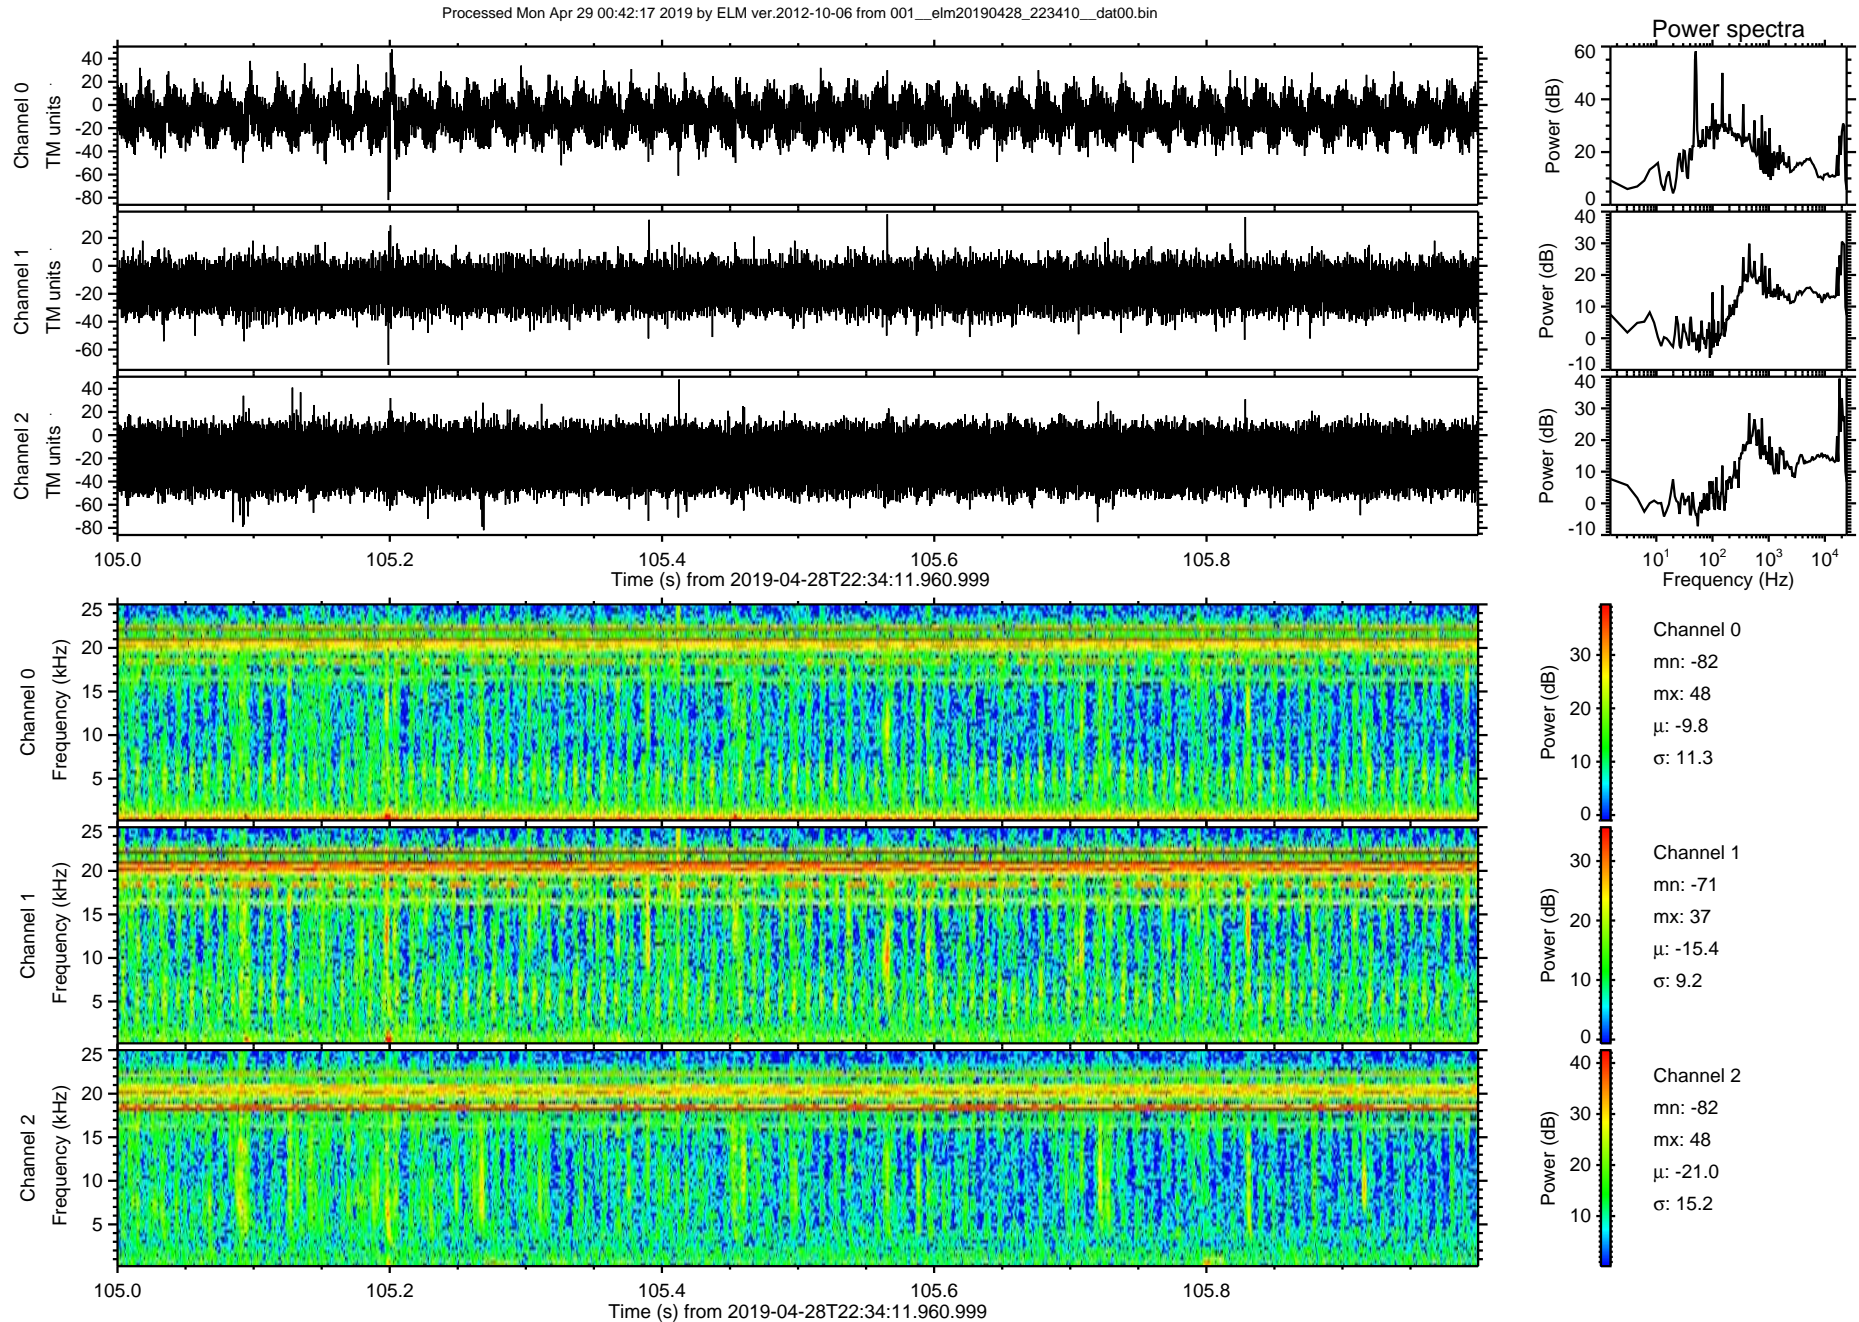 Processed Mon Apr 29 00:42:17 2019 by ELM ver.2012-10-06 from 001__elm20190428_223410__dat00.bin
Power spectra
Channel 0
TM units
40
20
0
-20
-40
-60
-80
Power (dB)
60
40
20
0
Channel 1
TM units
20
0
-20
-40
-60
Power (dB)
40
30
20
10
0
-10
Channel 2
TM units
40
20
0
-20
-40
-60
-80
Power (dB)
40
30
20
10
0
-10
105.0 105.2 105.4 105.6 105.8
Time (s) from 2019-04-28T22:34:11.960.999
10¹ 10² 10³ 10⁴
Frequency (Hz)
Channel 0
Frequency (kHz)
25
20
15
10
5
Power (dB)
30
20
10
0
Channel 0
mn: -82
mx: 48
μ: -9.8
σ: 11.3
Channel 1
Frequency (kHz)
25
20
15
10
5
Power (dB)
30
20
10
0
Channel 1
mn: -71
mx: 37
μ: -15.4
σ: 9.2
Channel 2
Frequency (kHz)
25
20
15
10
5
Power (dB)
40
30
20
10
Channel 2
mn: -82
mx: 48
μ: -21.0
σ: 15.2
105.0 105.2 105.4 105.6 105.8
Time (s) from 2019-04-28T22:34:11.960.999